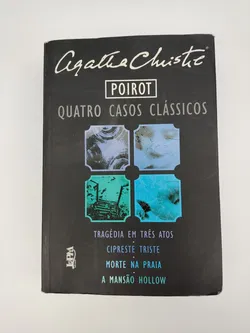 Agatha Christie
POIROT
QUATRO CASOS CLÁSSICOS
TRAGÉDIA EM TRÊS ATOS
CIPRESTE TRISTE
MORTE NA PRAIA
A MANSÃO HOLLOW
L&PM